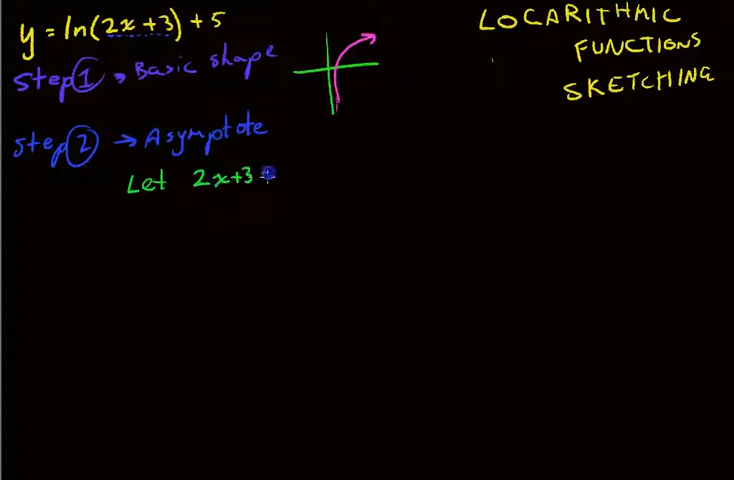 y = ln(2x+3)+5
LOGARITHMIC
FUNCTIONS
SKETCHING
Step 1 → Basic shape
Step 2 → Asymptote
Let 2x+3